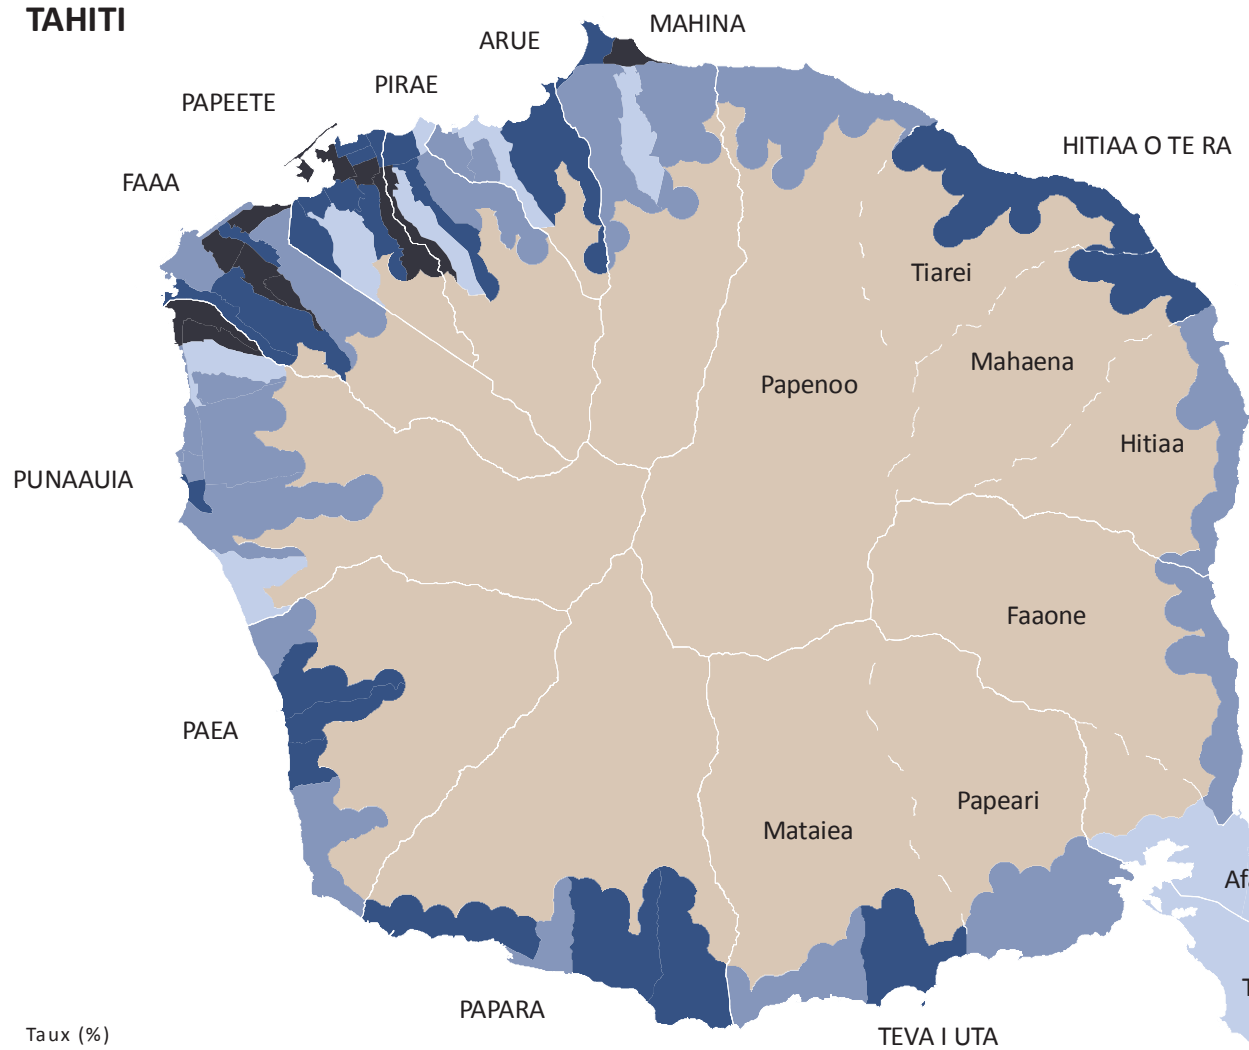 TAHITI
MAHINA
ARUE
PIRAE
PAPEETE
HITIAA O TE RA
FAAA
Tiarei
Mahaena
Papenoo
Hitiaa
PUNAAUIA
Faaone
PAEA
Papeari
Mataiea
Af
T
PAPARA
Taux (%)
TEVA I UTA